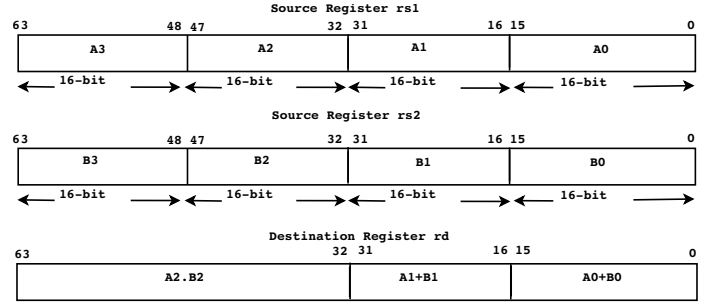 Source Register rs1
63 48 47 32 31 16 15 0
A3 A2 A1 A0
16-bit 16-bit 16-bit 16-bit
Source Register rs2
63 48 47 32 31 16 15 0
B3 B2 B1 B0
16-bit 16-bit 16-bit 16-bit
Destination Register rd
63 32 31 16 15 0
A2.B2 A1+B1 A0+B0